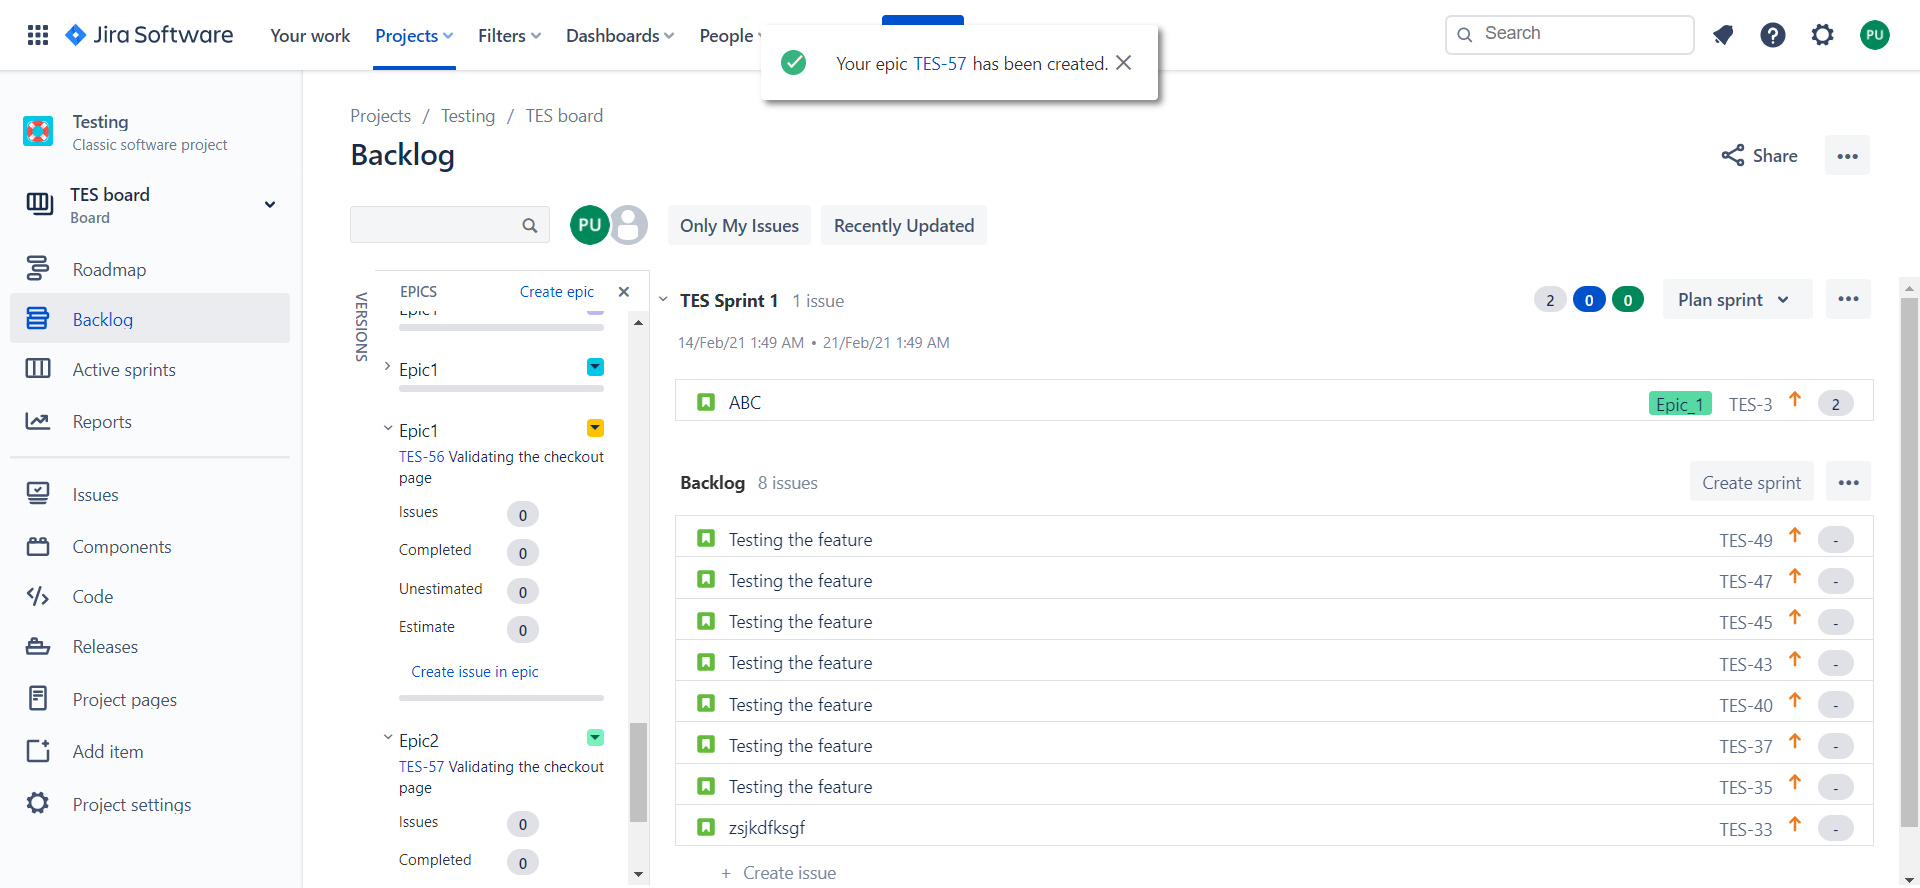 Jira Software
Your work
Projects
Filters
Dashboards
People
Your epic TES-57 has been created.
Search
PU
Testing
Classic software project
TES board
Board
Roadmap
Backlog
Active sprints
Reports
Issues
Components
Code
Releases
Project pages
Add item
Project settings
Projects / Testing / TES board
Backlog
Share
PU
Only My Issues
Recently Updated
VERSIONS
EPICS
Create epic
Epic1
Epic1
Epic1
TES-56 Validating the checkout
page
Issues 0
Completed 0
Unestimated 0
Estimate 0
Create issue in epic
Epic2
TES-57 Validating the checkout
page
Issues 0
Completed 0
TES Sprint 1 1 issue
2 0 0
Plan sprint
14/Feb/21 1:49 AM • 21/Feb/21 1:49 AM
ABC Epic_1 TES-3 2
Backlog 8 issues
Create sprint
Testing the feature TES-49 -
Testing the feature TES-47 -
Testing the feature TES-45 -
Testing the feature TES-43 -
Testing the feature TES-40 -
Testing the feature TES-37 -
Testing the feature TES-35 -
zsjkdfksgf TES-33 -
+ Create issue